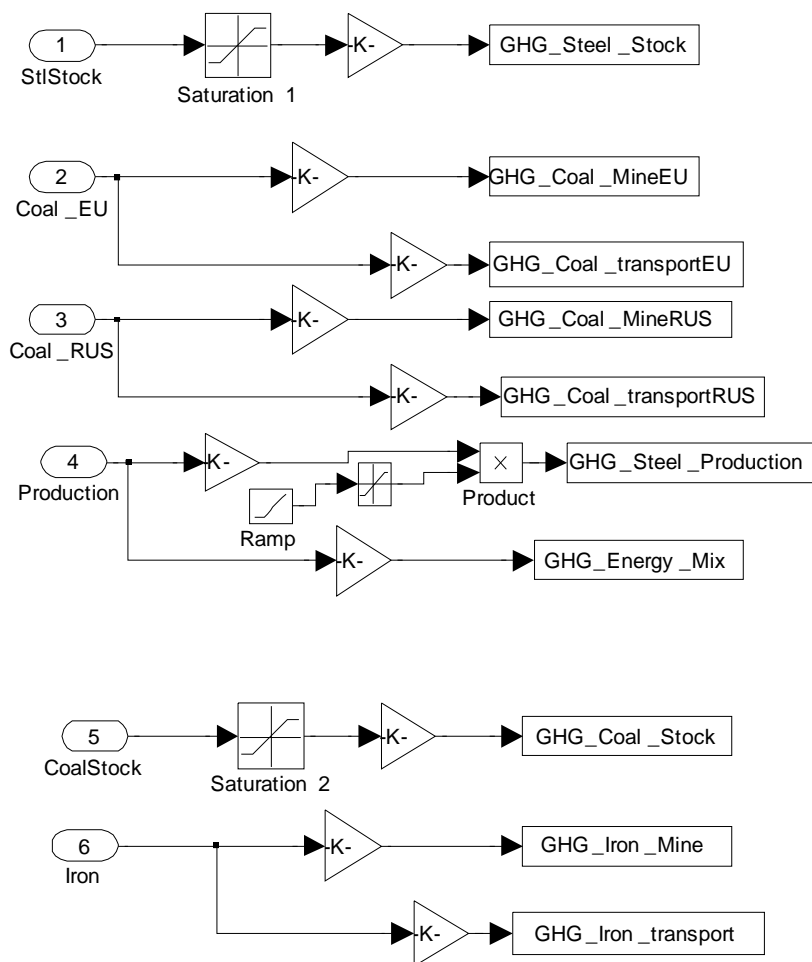 1
-K-
GHG_Steel _Stock
StlStock
Saturation 1
2
-K-
GHG_Coal _MineEU
Coal _EU
-K-
GHG_Coal _transportEU
3
-K-
GHG_Coal _MineRUS
Coal _RUS
-K-
GHG_Coal _transportRUS
4
-K-
×
GHG_Steel _Production
Production
Product
Ramp
-K-
GHG_Energy _Mix
5
-K-
GHG_Coal _Stock
CoalStock
Saturation 2
6
-K-
GHG _Iron _Mine
Iron
-K-
GHG_Iron _transport